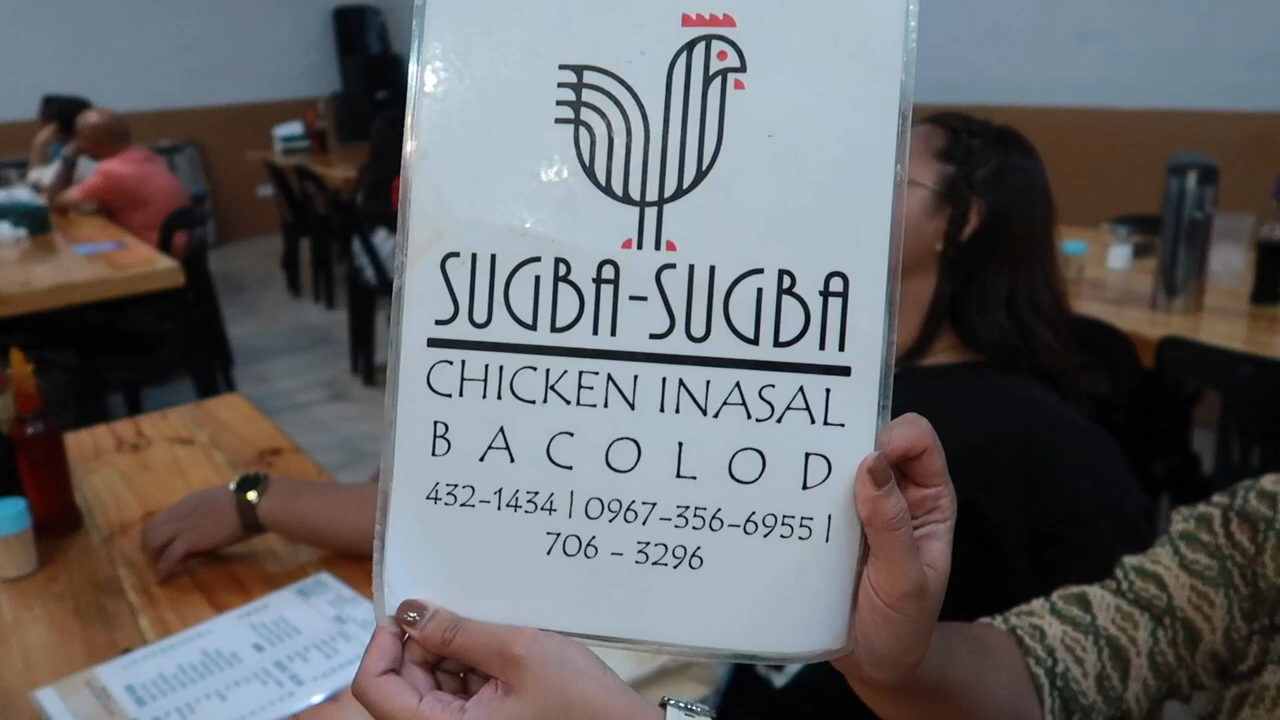 SUGBA-SUGBA
CHICKEN INASAL
BACOLOD
432-1434 | 0967-356-6955 |
706 - 3296